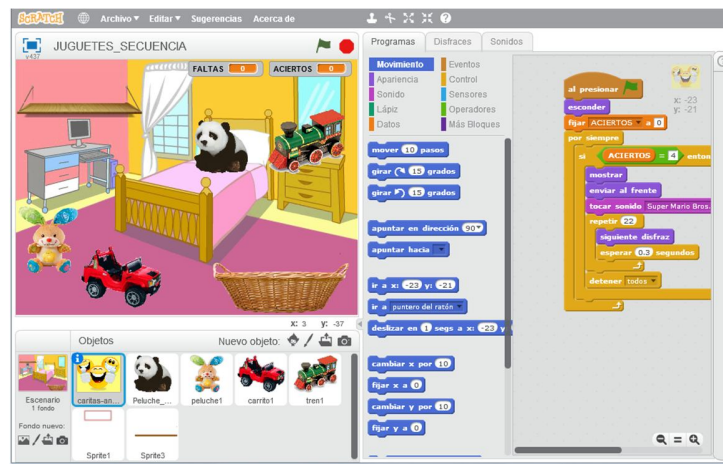 SCRATCH Archivo Editar Sugerencias Acerca de
JUGUETES_SECUENCIA
v437
FALTAS 0 ACIERTOS 0
X: 3 y: -37
Objetos Nuevo objeto:
Escenario
1 fondo
Fondo nuevo:
caritas-an...
Peluche_...
peluche1
carrito1
tren1
Sprite1
Sprite3
Programas Disfraces Sonidos
Movimiento Eventos
Apariencia Control
Sonido Sensores
Lápiz Operadores
Datos Más Bloques
mover 10 pasos
girar 15 grados
girar 15 grados
apuntar en dirección 90
apuntar hacia
ir a x: -23 y: -21
ir a puntero del ratón
deslizar en 1 segs a x: -23 y
cambiar x por 10
fijar x a 0
cambiar y por 10
fijar y a 0
x: -23
y: -21
al presionar
esconder
fijar ACIERTOS a 0
por siempre
si ACIERTOS = 4 enton
mostrar
enviar al frente
tocar sonido Super Mario Bros.
repetir 22
siguiente disfraz
esperar 0.3 segundos
detener todos